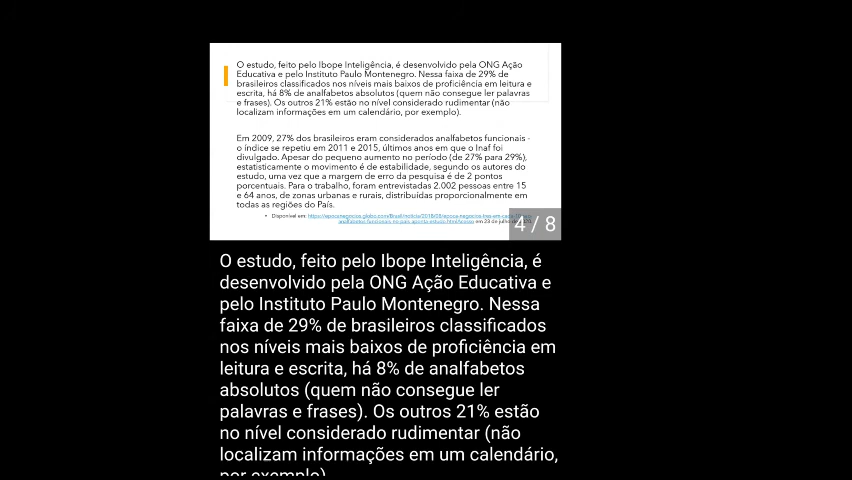 O estudo, feito pelo Ibope Inteligência, é desenvolvido pela ONG Ação
Educativa e pelo Instituto Paulo Montenegro. Nessa faixa de 29% de
brasileiros classificados nos níveis mais baixos de proficiência em leitura e
escrita, há 8% de analfabetos absolutos (quem não consegue ler palavras
e frases). Os outros 21% estão no nível considerado rudimentar (não
localizam informações em um calendário, por exemplo).
Em 2009, 27% dos brasileiros eram considerados analfabetos funcionais -
o índice se repetiu em 2011 e 2015, últimos anos em que o Inaf foi
divulgado. Apesar do pequeno aumento no período (de 27% para 29%),
estatisticamente o movimento é de estabilidade, segundo os autores do
estudo, uma vez que a margem de erro da pesquisa é de 2 pontos
porcentuais. Para o trabalho, foram entrevistadas 2.002 pessoas entre 15
e 64 anos, de zonas urbanas e rurais, distribuídas proporcionalmente em
todas as regiões do País.
• Disponível em:
em 23 de julho de
4 / 8
O estudo, feito pelo Ibope Inteligência, é
desenvolvido pela ONG Ação Educativa e
pelo Instituto Paulo Montenegro. Nessa
faixa de 29% de brasileiros classificados
nos níveis mais baixos de proficiência em
leitura e escrita, há 8% de analfabetos
absolutos (quem não consegue ler
palavras e frases). Os outros 21% estão
no nível considerado rudimentar (não
localizam informações em um calendário,
por exemplo).